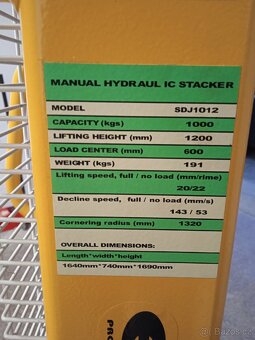 MANUAL HYDRAUL IC STACKER
MODEL SDJ1012
CAPACITY (kgs) 1000
LIFTING HEIGHT (mm) 1200
LOAD CENTER (mm) 600
WEIGHT (kgs) 191
Lifting speed, full / no load (mm/rime)
20/22
Decline speed, full / no load (mm/s)
143 / 53
Cornering radius (mm) 1320
OVERALL DIMENSIONS:
Length*width*height
1640mm*740mm*1690mm
PRO